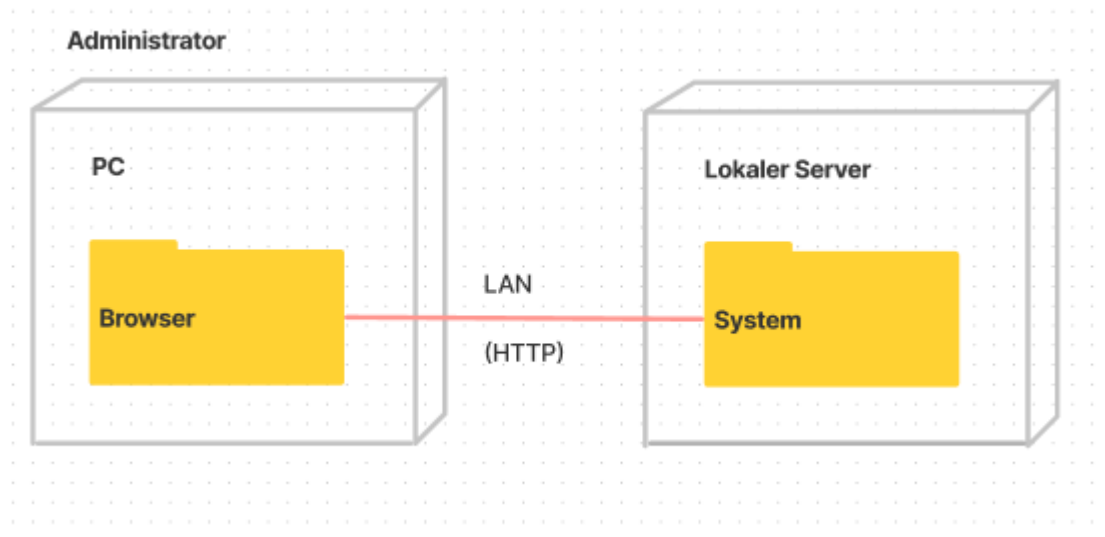 Administrator
PC
Lokaler Server
LAN
Browser
System
(HTTP)